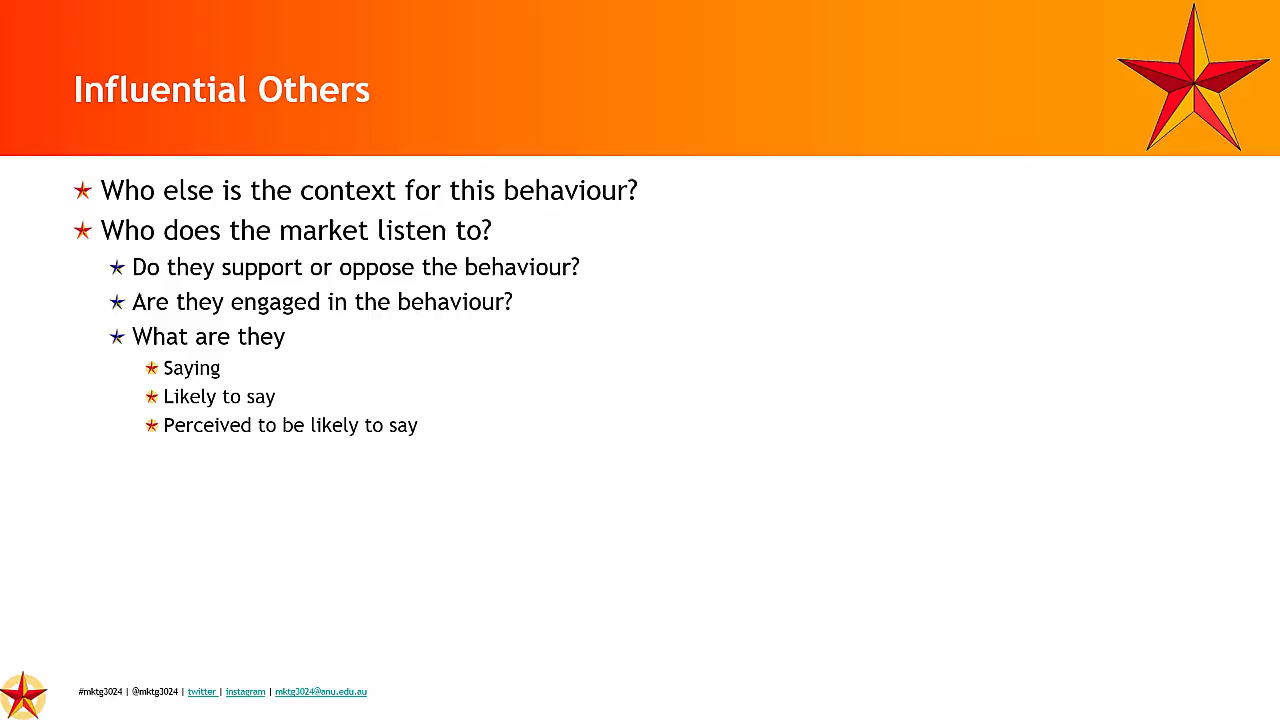 Influential Others
Who else is the context for this behaviour?
Who does the market listen to?
Do they support or oppose the behaviour?
Are they engaged in the behaviour?
What are they
Saying
Likely to say
Perceived to be likely to say
#mktg3024 | @mktg3024 | twitter | instagram | mktg3024@anu.edu.au